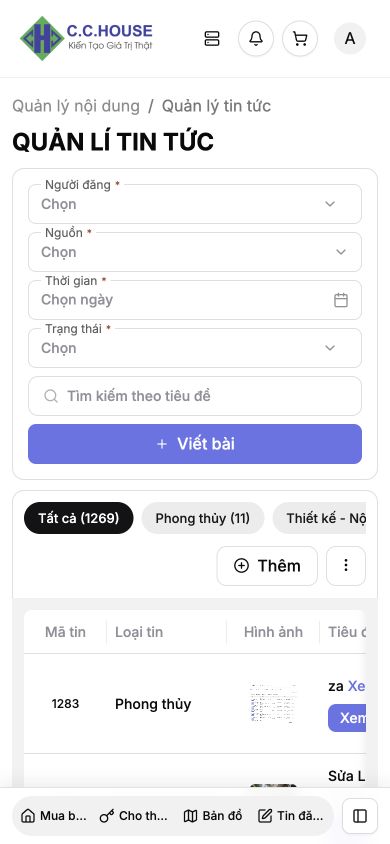 C.C.HOUSE
Kiến Tạo Giá Trị Thật
A
Quản lý nội dung / Quản lý tin tức
QUẢN LÍ TIN TỨC
Người đăng *
Chọn
Nguồn *
Chọn
Thời gian *
Chọn ngày
Trạng thái *
Chọn
Tìm kiếm theo tiêu đề
+ Viết bài
Tất cả (1269) Phong thủy (11) Thiết kế - Nộ
Thêm
Mã tin Loại tin Hình ảnh Tiêu đ
1283 Phong thủy za Xe
Xem
Sửa L
Mua b... Cho th... Bản đồ Tin đă...